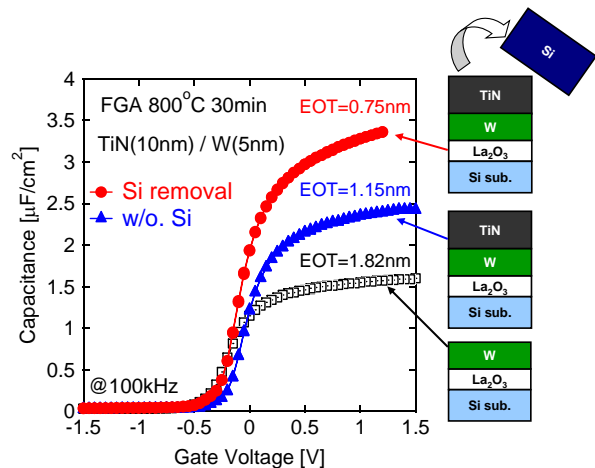 Si
4
3.5
3
2.5
2
1.5
1
0.5
0
Capacitance [µF/cm²]
FGA 800°C 30min
TiN(10nm) / W(5nm)
Si removal
w/o. Si
EOT=0.75nm
EOT=1.15nm
EOT=1.82nm
@100kHz
-1.5 -1 -0.5 0 0.5 1 1.5
Gate Voltage [V]
TiN
W
La₂O₃
Si sub.
TiN
W
La₂O₃
Si sub.
W
La₂O₃
Si sub.